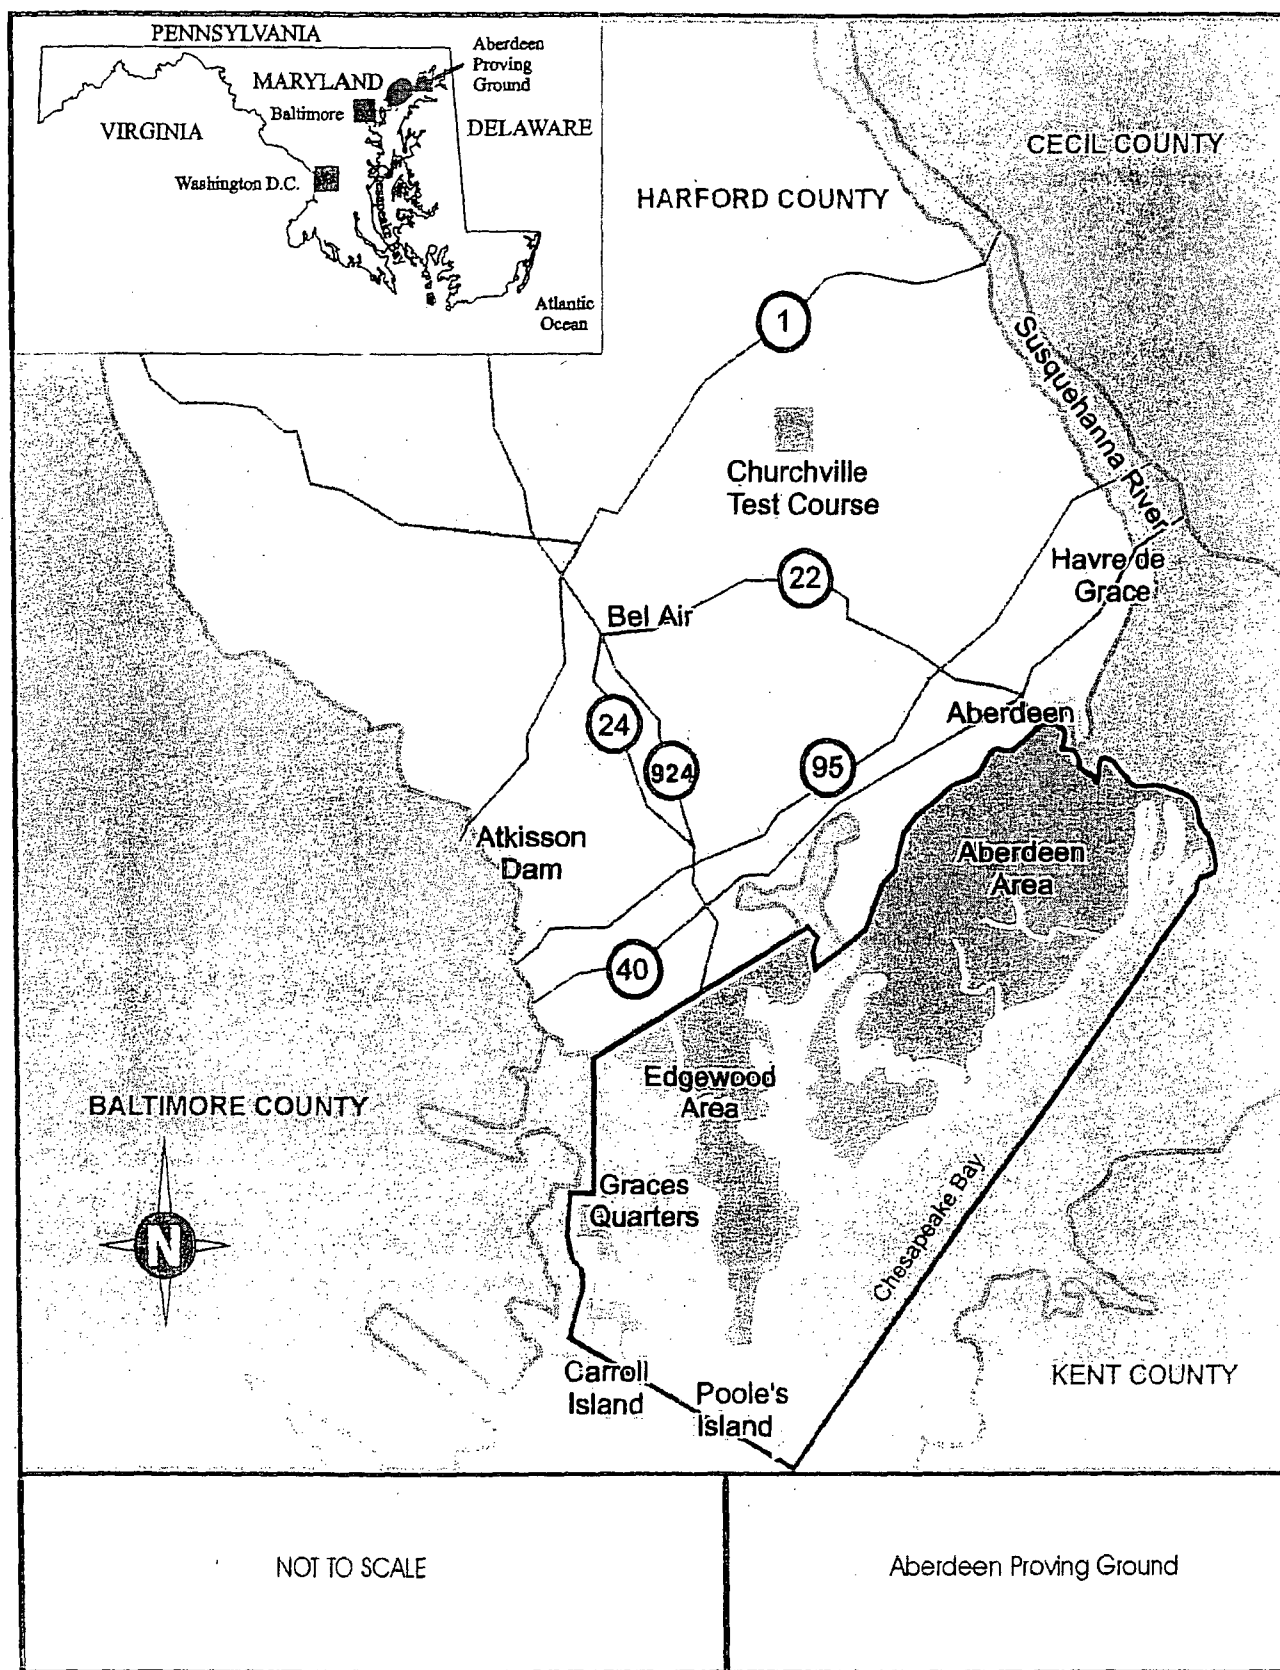 PENNSYLVANIA
Aberdeen
Proving
Ground
MARYLAND
Baltimore
VIRGINIA
DELAWARE
Washington D.C.
Chesapeake Bay
Atlantic
Ocean
CECIL COUNTY
HARFORD COUNTY
1
Susquehanna River
Churchville
Test Course
Havre de
Grace
22
Bel Air
Aberdeen
24
924
95
Atkisson
Dam
Aberdeen
Area
40
Edgewood
Area
BALTIMORE COUNTY
Graces
Quarters
N
Chesapeake Bay
Carroll
Island
Poole's
Island
KENT COUNTY
NOT TO SCALE
Aberdeen Proving Ground